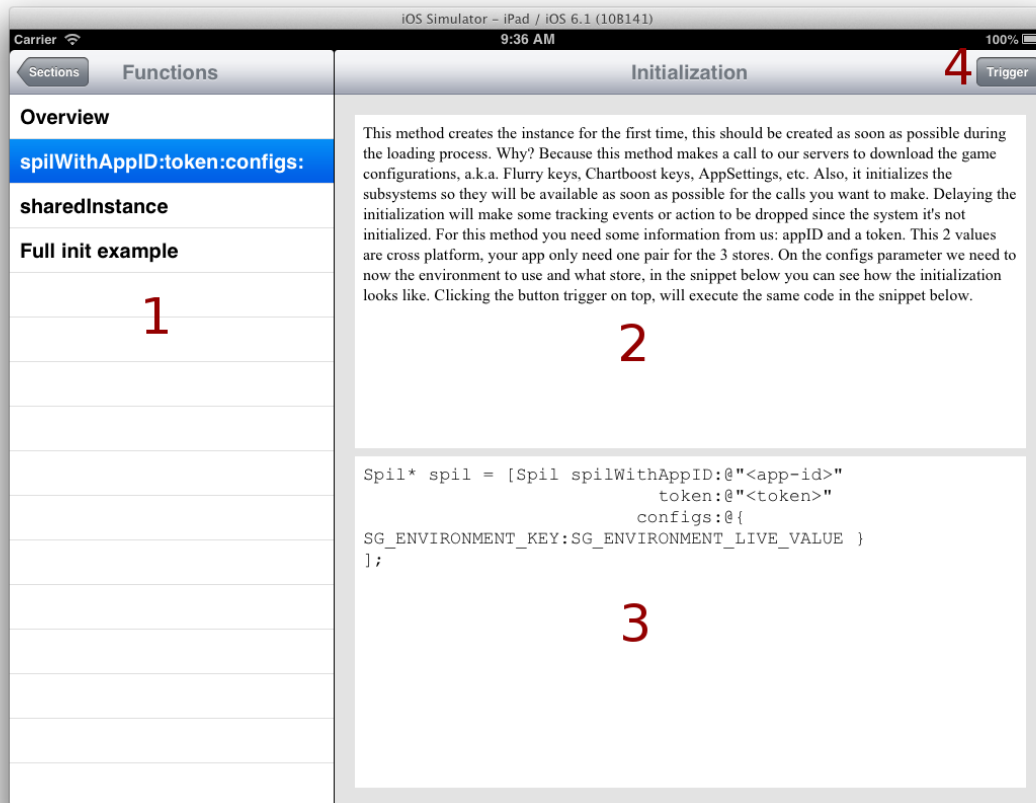 iOS Simulator – iPad / iOS 6.1 (10B141)
Carrier 9:36 AM 100%
Sections Functions Initialization 4 Trigger
Overview
spilWithAppID:token:configs:
sharedInstance
Full init example
1
This method creates the instance for the first time, this should be created as soon as possible during
the loading process. Why? Because this method makes a call to our servers to download the game
configurations, a.k.a. Flurry keys, Chartboost keys, AppSettings, etc. Also, it initializes the
subsystems so they will be available as soon as possible for the calls you want to make. Delaying the
initialization will make some tracking events or action to be dropped since the system it's not
initialized. For this method you need some information from us: appID and a token. This 2 values
are cross platform, your app only need one pair for the 3 stores. On the configs parameter we need to
now the environment to use and what store, in the snippet below you can see how the initialization
looks like. Clicking the button trigger on top, will execute the same code in the snippet below.
2
Spil* spil = [Spil spilWithAppID:@"<app-id>"
token:@"<token>"
configs:@{
SG_ENVIRONMENT_KEY:SG_ENVIRONMENT_LIVE_VALUE }
];
3